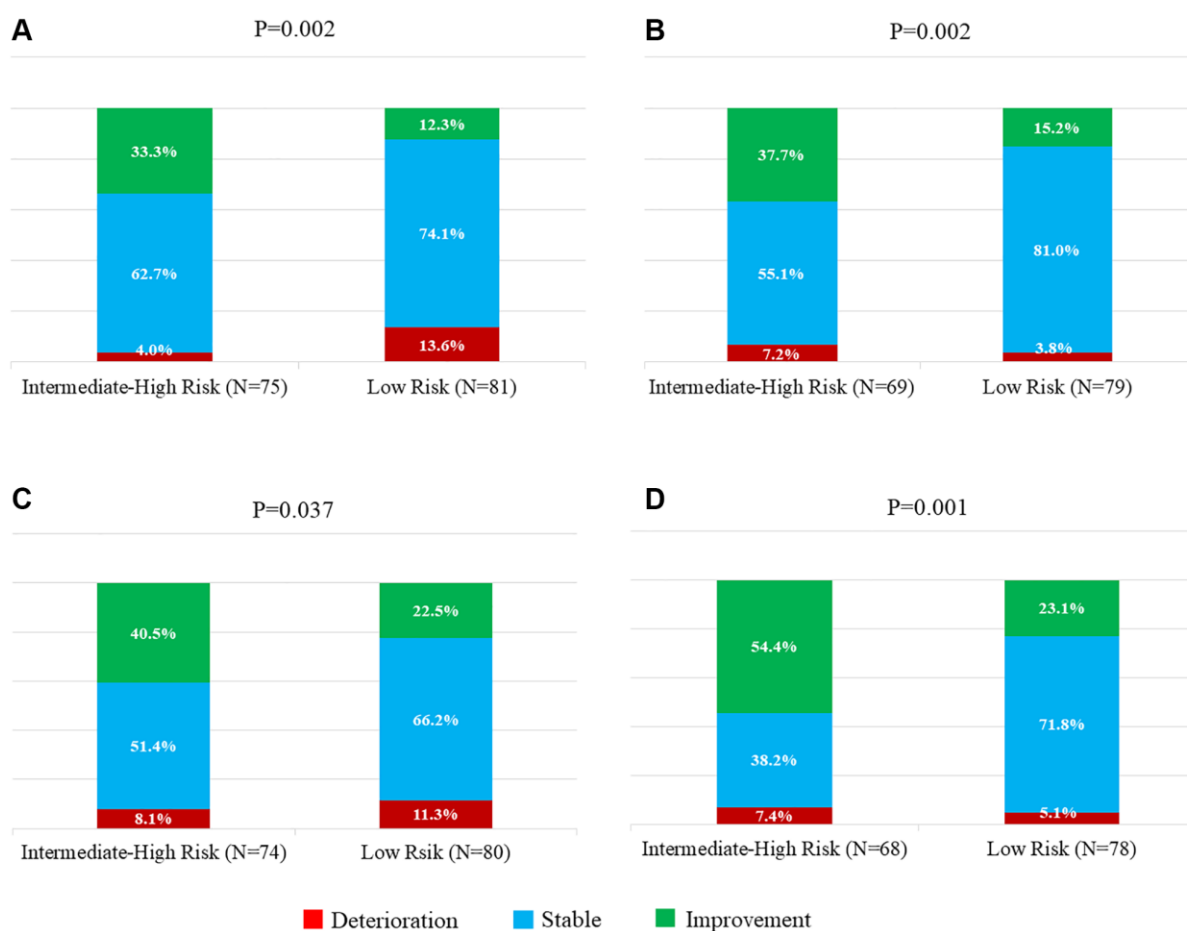 A
P=0.002
33.3%
62.7%
4.0%
12.3%
74.1%
13.6%
Intermediate-High Risk (N=75)
Low Risk (N=81)
B
P=0.002
37.7%
55.1%
7.2%
15.2%
81.0%
3.8%
Intermediate-High Risk (N=69)
Low Risk (N=79)
C
P=0.037
40.5%
51.4%
8.1%
22.5%
66.2%
11.3%
Intermediate-High Risk (N=74)
Low Rsik (N=80)
D
P=0.001
54.4%
38.2%
7.4%
23.1%
71.8%
5.1%
Intermediate-High Risk (N=68)
Low Risk (N=78)
Deterioration
Stable
Improvement